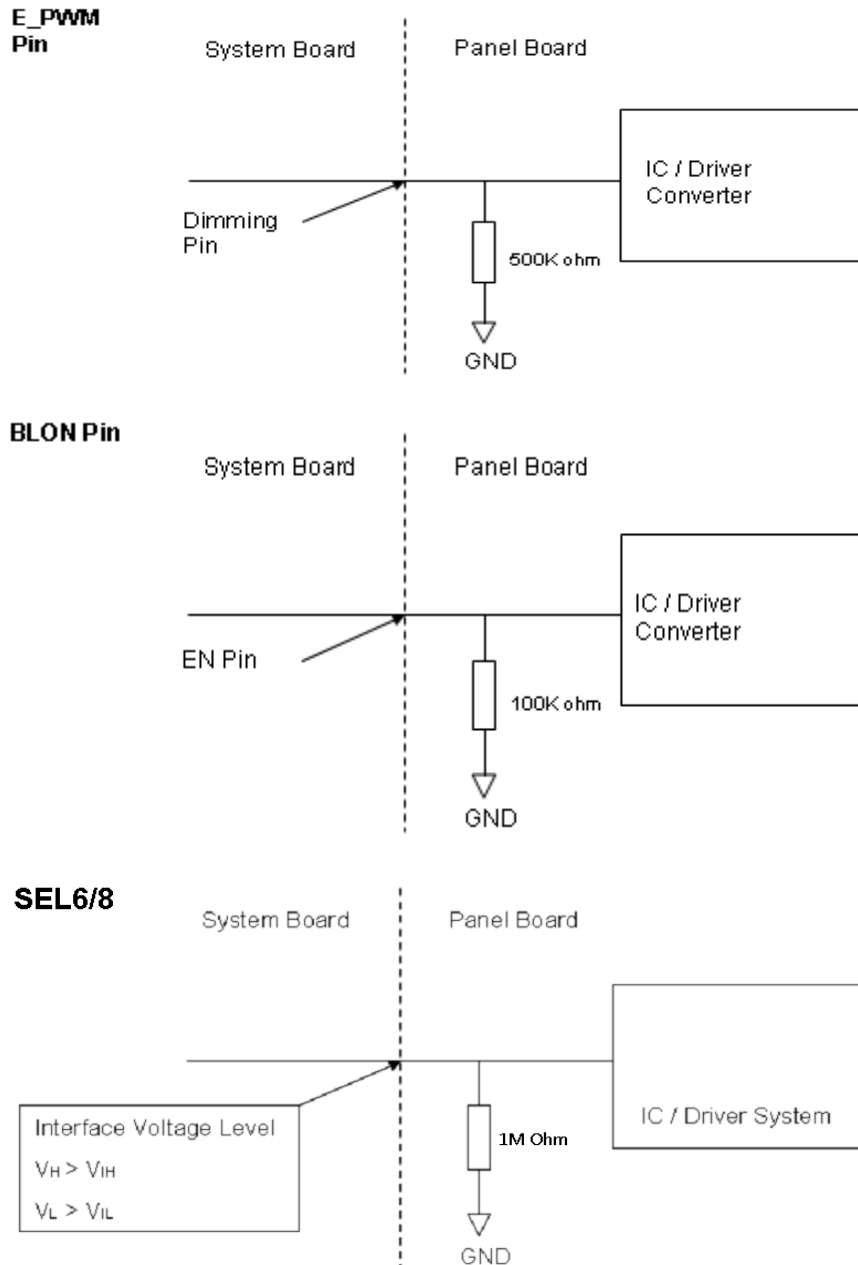 E_PWM
Pin
System Board
Panel Board
IC / Driver
Converter
Dimming
Pin
500K ohm
GND
BLON Pin
System Board
Panel Board
IC / Driver
Converter
EN Pin
100K ohm
GND
SEL6/8
System Board
Panel Board
Interface Voltage Level
VH > VIH
VL > VIL
1M Ohm
IC / Driver System
GND